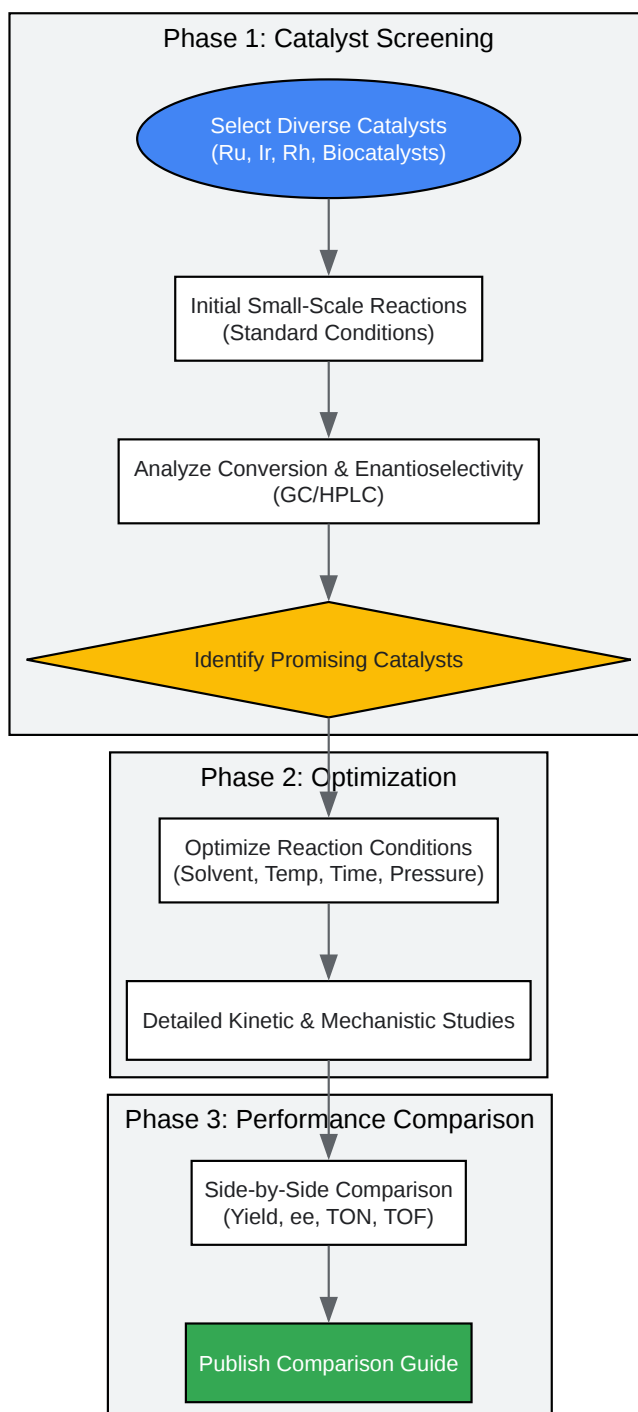 Phase 1: Catalyst Screening
Select Diverse Catalysts
(Ru, Ir, Rh, Biocatalysts)
Initial Small-Scale Reactions
(Standard Conditions)
Analyze Conversion & Enantioselectivity
(GC/HPLC)
Identify Promising Catalysts
Phase 2: Optimization
Optimize Reaction Conditions
(Solvent, Temp, Time, Pressure)
Detailed Kinetic & Mechanistic Studies
Phase 3: Performance Comparison
Side-by-Side Comparison
(Yield, ee, TON, TOF)
Publish Comparison Guide